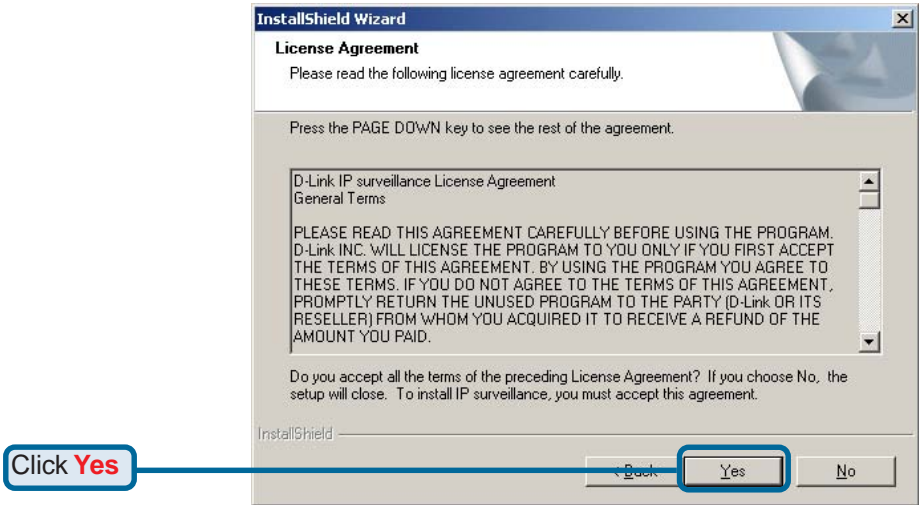 InstallShield Wizard
License Agreement
Please read the following license agreement carefully.
Press the PAGE DOWN key to see the rest of the agreement.
D-Link IP surveillance License Agreement
General Terms
PLEASE READ THIS AGREEMENT CAREFULLY BEFORE USING THE PROGRAM.
D-Link INC. WILL LICENSE THE PROGRAM TO YOU ONLY IF YOU FIRST ACCEPT
THE TERMS OF THIS AGREEMENT. BY USING THE PROGRAM YOU AGREE TO
THESE TERMS. IF YOU DO NOT AGREE TO THE TERMS OF THIS AGREEMENT,
PROMPTLY RETURN THE UNUSED PROGRAM TO THE PARTY (D-Link OR ITS
RESELLER) FROM WHOM YOU ACQUIRED IT TO RECEIVE A REFUND OF THE
AMOUNT YOU PAID.
Do you accept all the terms of the preceding License Agreement? If you choose No, the
setup will close. To install IP surveillance, you must accept this agreement.
InstallShield
Click Yes
< Back
Yes
No